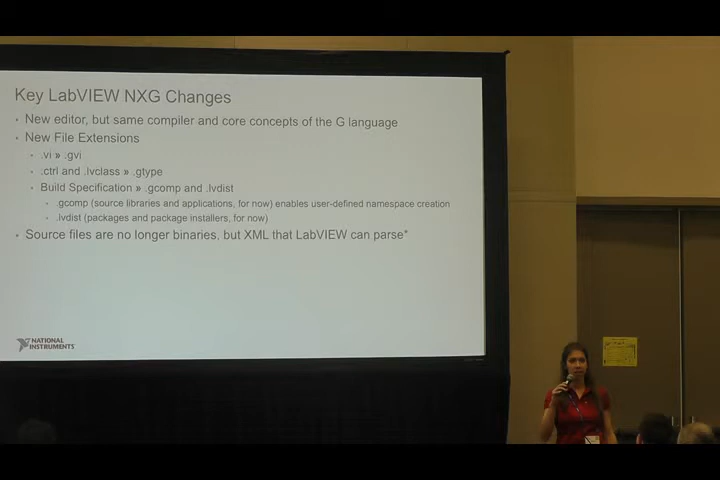 Key LabVIEW NXG Changes
New editor, but same compiler and core concepts of the G language
New File Extensions
.vi » .gvi
.ctrl and .lvclass » .gtype
Build Specification » .gcomp and .lvdist
.gcomp (source libraries and applications, for now) enables user-defined namespace creation
.lvdist (packages and package installers, for now)
Source files are no longer binaries, but XML that LabVIEW can parse*
NATIONAL
INSTRUMENTS